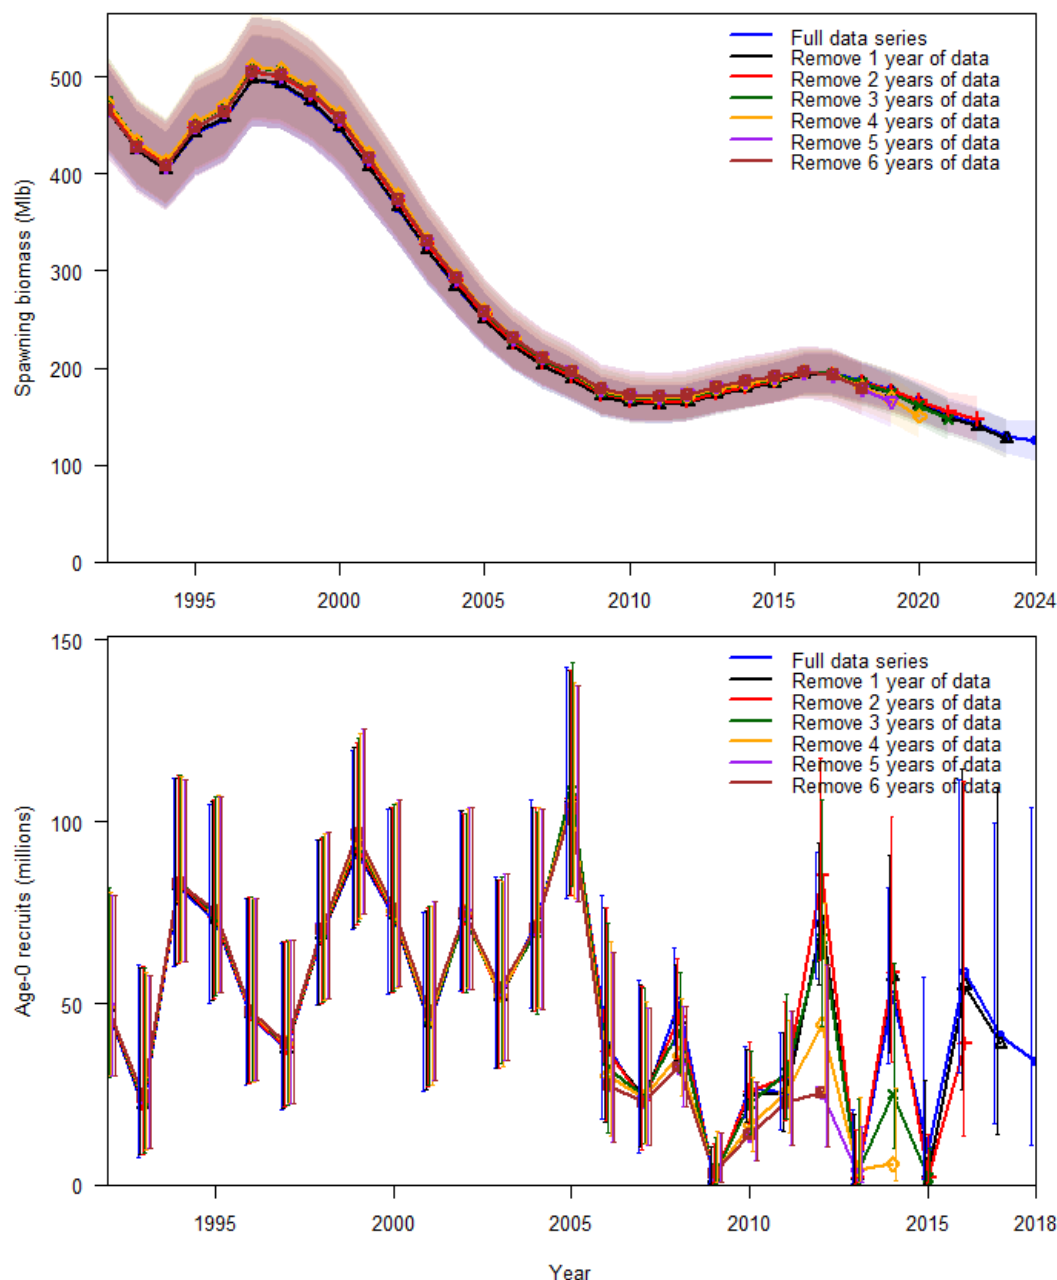 Full data series
Remove 1 year of data
Remove 2 years of data
Remove 3 years of data
Remove 4 years of data
Remove 5 years of data
Remove 6 years of data
Spawning biomass (Mlb)
500
400
300
200
100
0
1995 2000 2005 2010 2015 2020 2024
Full data series
Remove 1 year of data
Remove 2 years of data
Remove 3 years of data
Remove 4 years of data
Remove 5 years of data
Remove 6 years of data
Age-0 recruits (millions)
150
100
50
0
1995 2000 2005 2010 2015 2018
Year